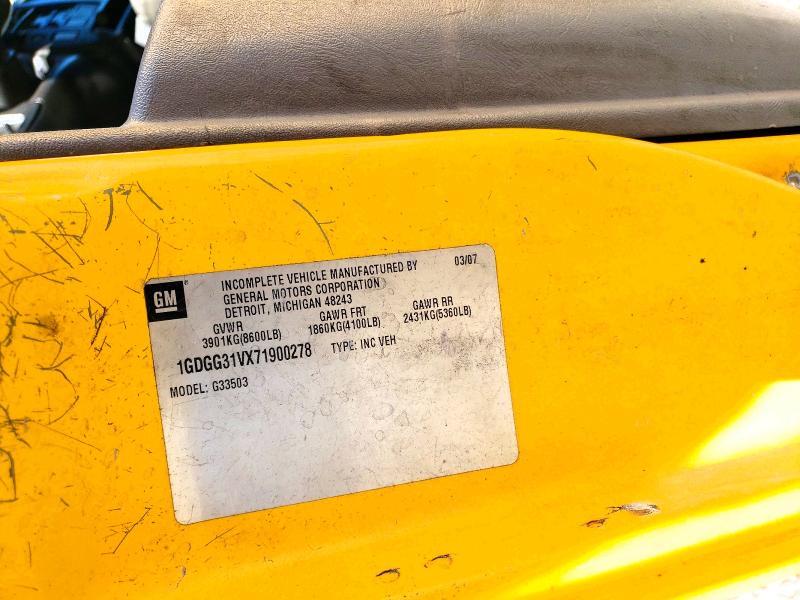 GM
INCOMPLETE VEHICLE MANUFACTURED BY 03/07
GENERAL MOTORS CORPORATION
DETROIT, MICHIGAN 48243
GVWR GAWR FRT GAWR RR
3901KG(8600LB) 1860KG(4100LB) 2431KG(5360LB)
1GDGG31VX71900278 TYPE: INC VEH
MODEL: G33503